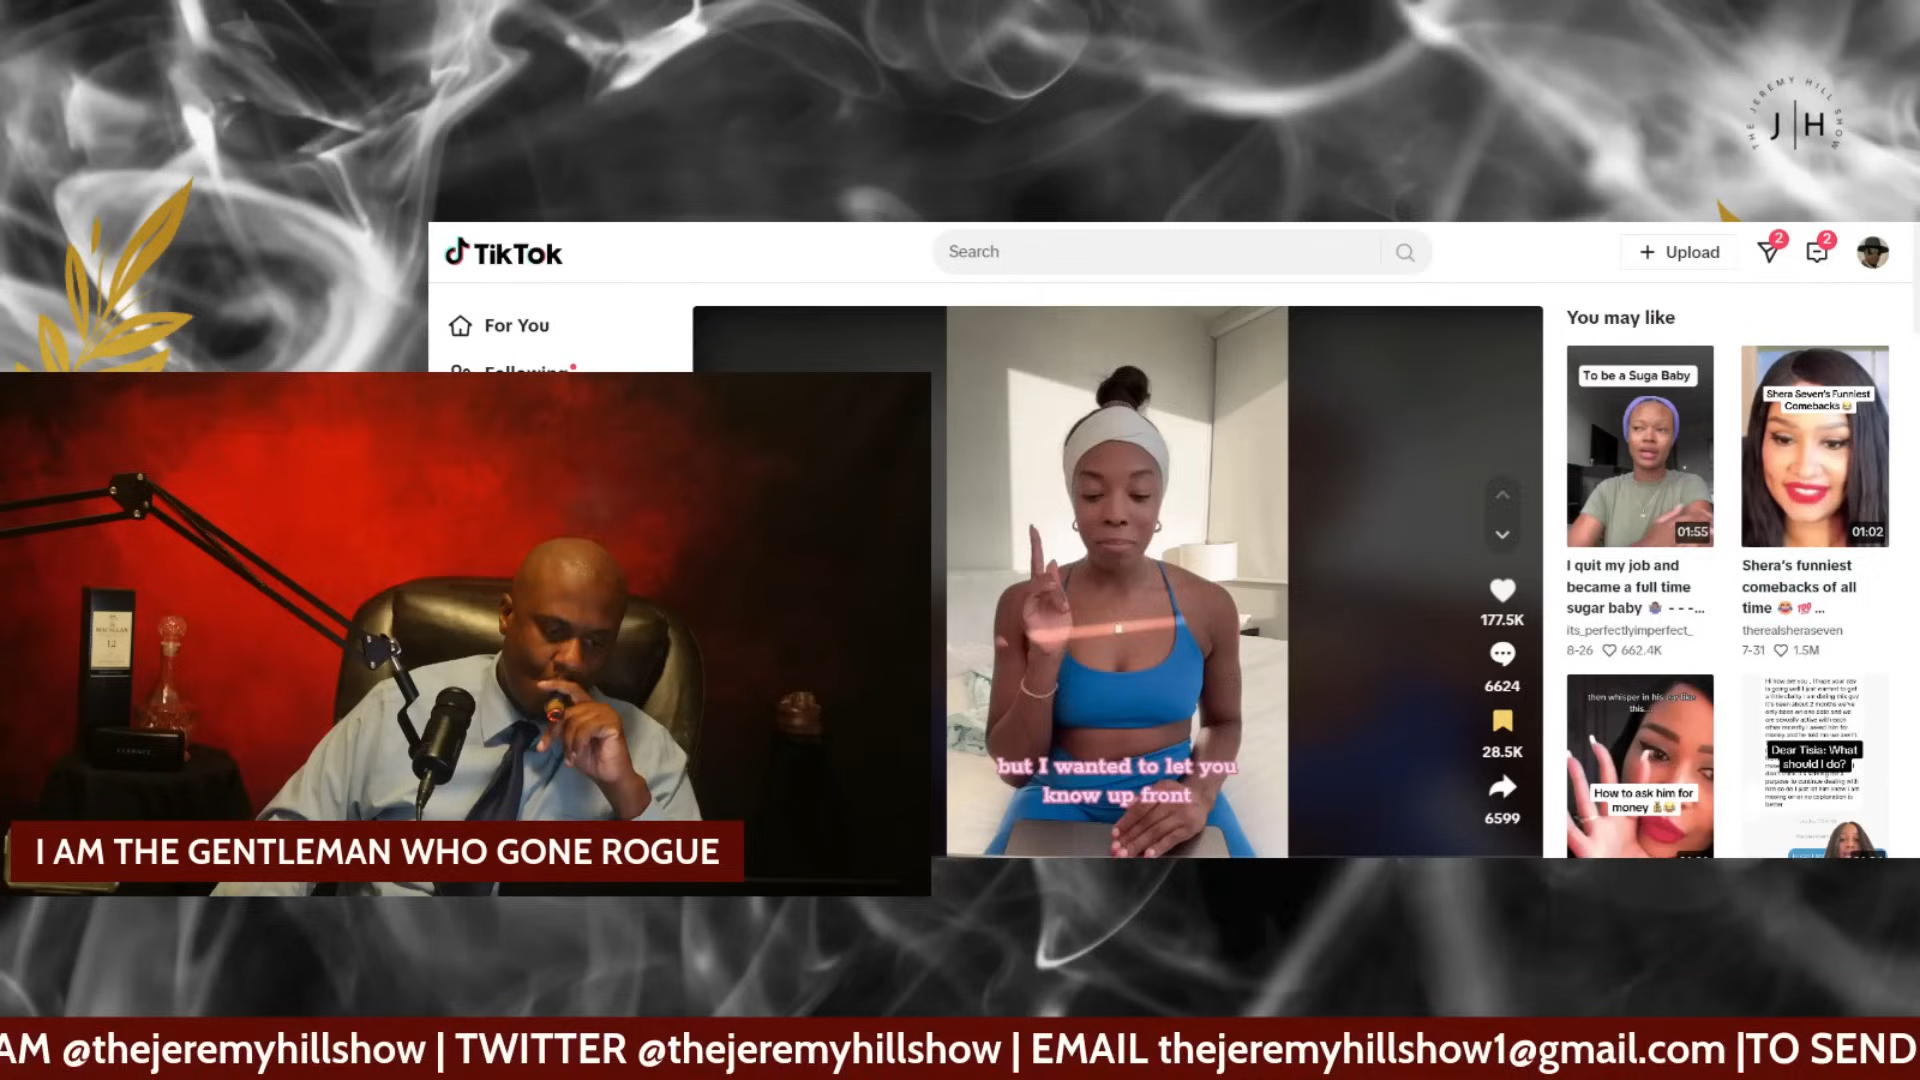 THE JEREMY HILL SHOW
J|H
TikTok
Search
+ Upload
2
2
For You
Following
You may like
To be a Suga Baby
01:55
Shera Seven's Funniest
Comebacks
01:02
I quit my job and
became a full time
sugar baby - - -...
its_perfectlyimperfect_
8-26 662.4K
Shera's funniest
comebacks of all
time 💯 ...
therealsheraseven
7-31 1.5M
177.5K
6624
28.5K
6599
but I wanted to let you
know up front
then whisper in his ear like
this...
How to ask him for
money
Dear Tisia: What
should I do?
MACALLAN
12
I AM THE GENTLEMAN WHO GONE ROGUE
AM @thejeremyhillshow | TWITTER @thejeremyhillshow | EMAIL thejeremyhillshow1@gmail.com |TO SEND